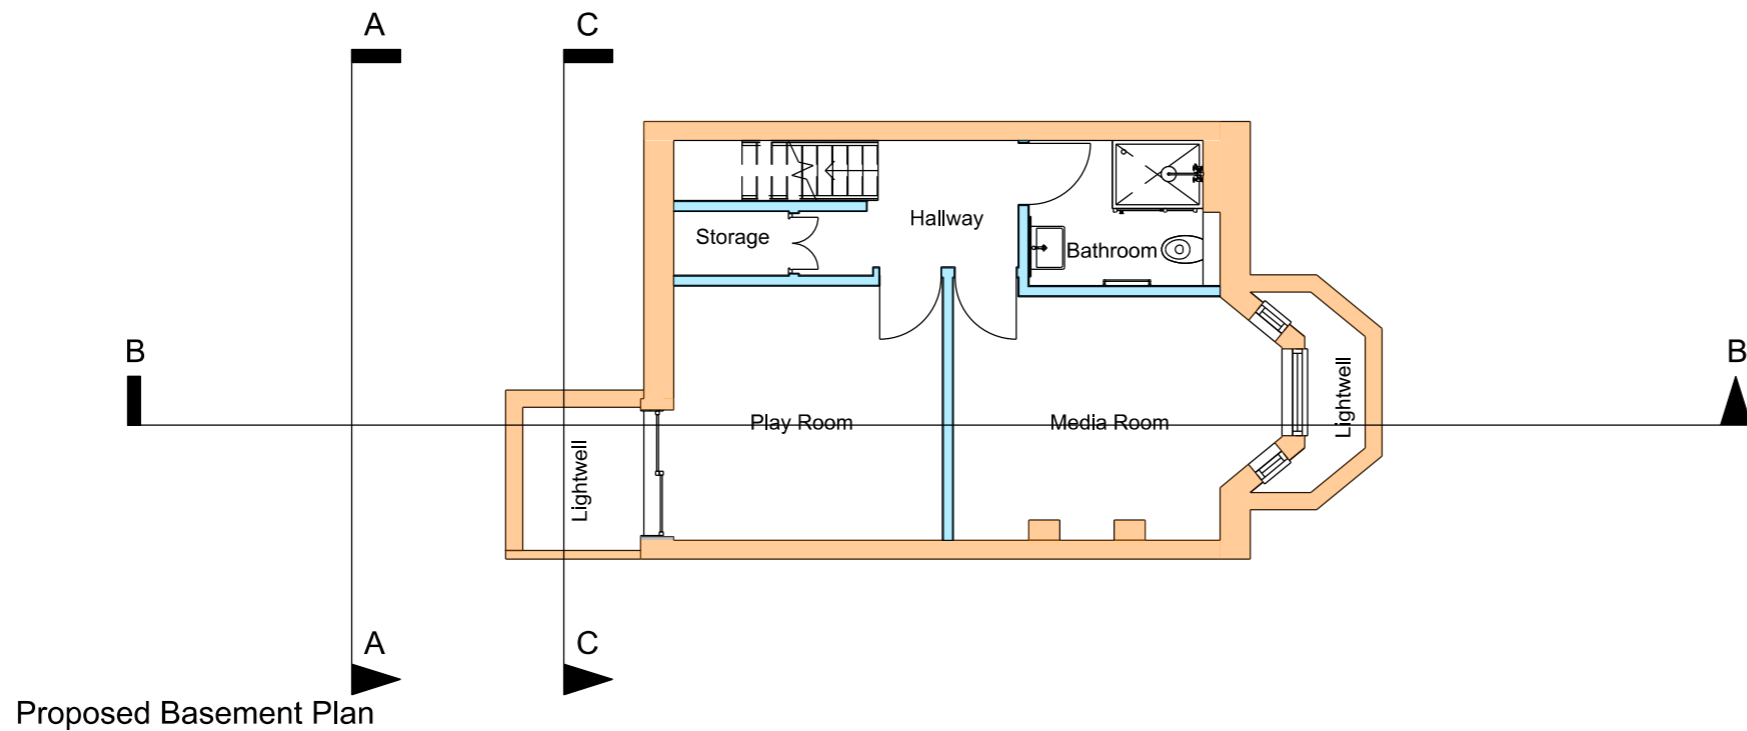 A
C
Hallway
Storage
Bathroom
B
B
Play Room
Media Room
Lightwell
Lightwell
A
C
Proposed Basement Plan